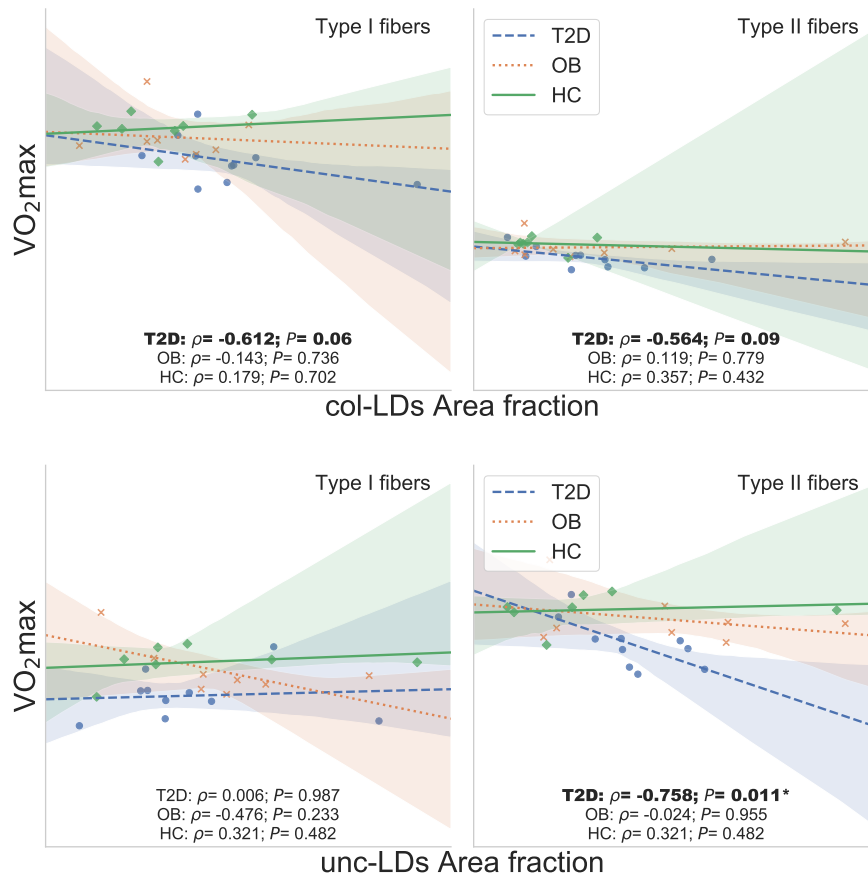 Type I fibers
Type II fibers
T2D
OB
HC
VO₂max
T2D: ρ= -0.612; P= 0.06
OB: ρ= -0.143; P= 0.736
HC: ρ= 0.179; P= 0.702
T2D: ρ= -0.564; P= 0.09
OB: ρ= 0.119; P= 0.779
HC: ρ= 0.357; P= 0.432
col-LDs Area fraction
Type I fibers
Type II fibers
T2D
OB
HC
VO₂max
T2D: ρ= 0.006; P= 0.987
OB: ρ= -0.476; P= 0.233
HC: ρ= 0.321; P= 0.482
T2D: ρ= -0.758; P= 0.011*
OB: ρ= -0.024; P= 0.955
HC: ρ= 0.321; P= 0.482
unc-LDs Area fraction